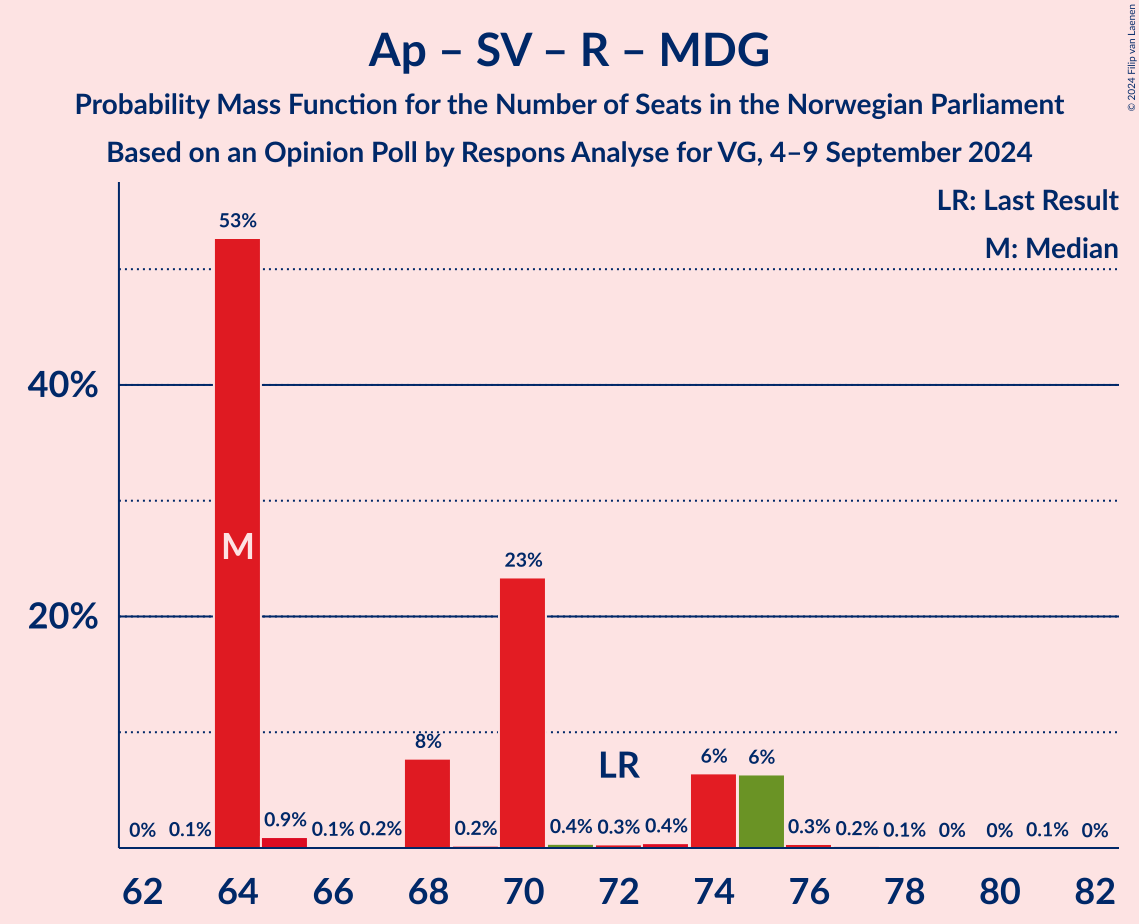 Ap – SV – R – MDG
Probability Mass Function for the Number of Seats in the Norwegian Parliament
Based on an Opinion Poll by Respons Analyse for VG, 4–9 September 2024
© 2024 Filip van Laenen
LR: Last Result
M: Median
53%
40%
M
23%
20%
8%
LR
6%
6%
0%
0.1%
0.9%
0.1%
0.2%
0.2%
0.4%
0.3%
0.4%
0.3%
0.2%
0.1%
0%
0%
0.1%
0%
62 64 66 68 70 72 74 76 78 80 82